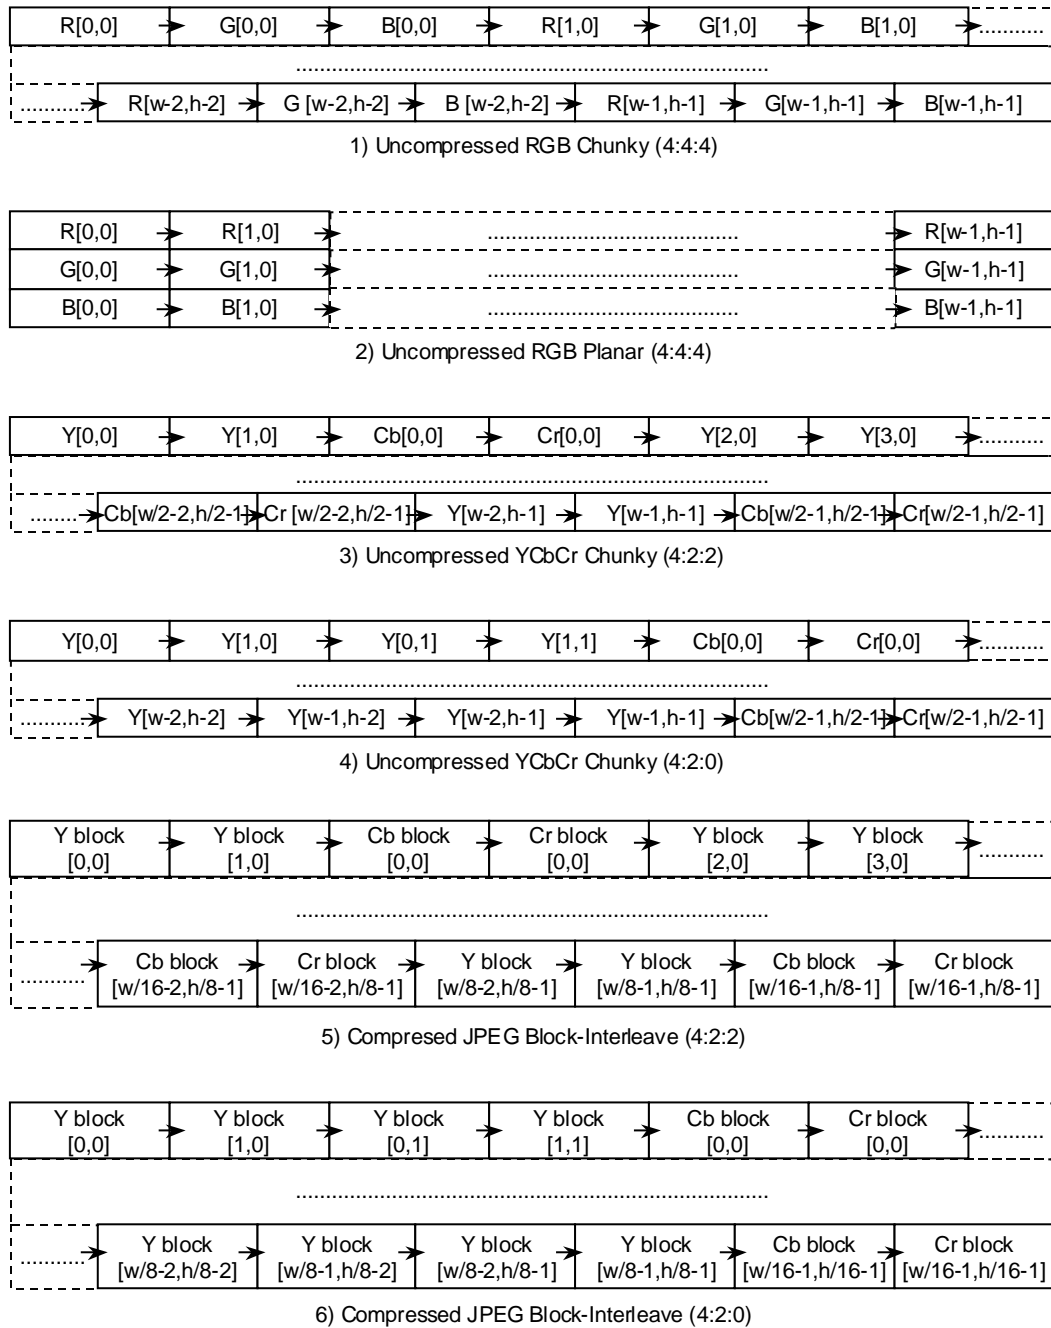 R[0,0] G[0,0] B[0,0] R[1,0] G[1,0] B[1,0] ...........
........................................................................
........... R[w-2,h-2] G [w-2,h-2] B [w-2,h-2] R[w-1,h-1] G[w-1,h-1] B[w-1,h-1]
1) Uncompressed RGB Chunky (4:4:4)
R[0,0] R[1,0] ...................................... R[w-1,h-1]
G[0,0] G[1,0] ...................................... G[w-1,h-1]
B[0,0] B[1,0] ...................................... B[w-1,h-1]
2) Uncompressed RGB Planar (4:4:4)
Y[0,0] Y[1,0] Cb[0,0] Cr[0,0] Y[2,0] Y[3,0] ...........
........................................................................
........ Cb[w/2-2,h/2-1] Cr [w/2-2,h/2-1] Y[w-2,h-1] Y[w-1,h-1] Cb[w/2-1,h/2-1] Cr[w/2-1,h/2-1]
3) Uncompressed YCbCr Chunky (4:2:2)
Y[0,0] Y[1,0] Y[0,1] Y[1,1] Cb[0,0] Cr[0,0] ...........
........................................................................
........... Y[w-2,h-2] Y[w-1,h-2] Y[w-2,h-1] Y[w-1,h-1] Cb[w/2-1,h/2-1] Cr[w/2-1,h/2-1]
4) Uncompressed YCbCr Chunky (4:2:0)
Y block Y block Cb block Cr block Y block Y block
[0,0] [1,0] [0,0] [0,0] [2,0] [3,0] ...........
........................................................................
Cb block Cr block Y block Y block Cb block Cr block
........... [w/16-2,h/8-1] [w/16-2,h/8-1] [w/8-2,h/8-1] [w/8-1,h/8-1] [w/16-1,h/8-1] [w/16-1,h/8-1]
5) Compresed JPEG Block-Interleave (4:2:2)
Y block Y block Y block Y block Cb block Cr block
[0,0] [1,0] [0,1] [1,1] [0,0] [0,0] ...........
........................................................................
Y block Y block Y block Y block Cb block Cr block
........... [w/8-2,h/8-2] [w/8-1,h/8-2] [w/8-2,h/8-1] [w/8-1,h/8-1] [w/16-1,h/16-1] [w/16-1,h/16-1]
6) Compressed JPEG Block-Interleave (4:2:0)